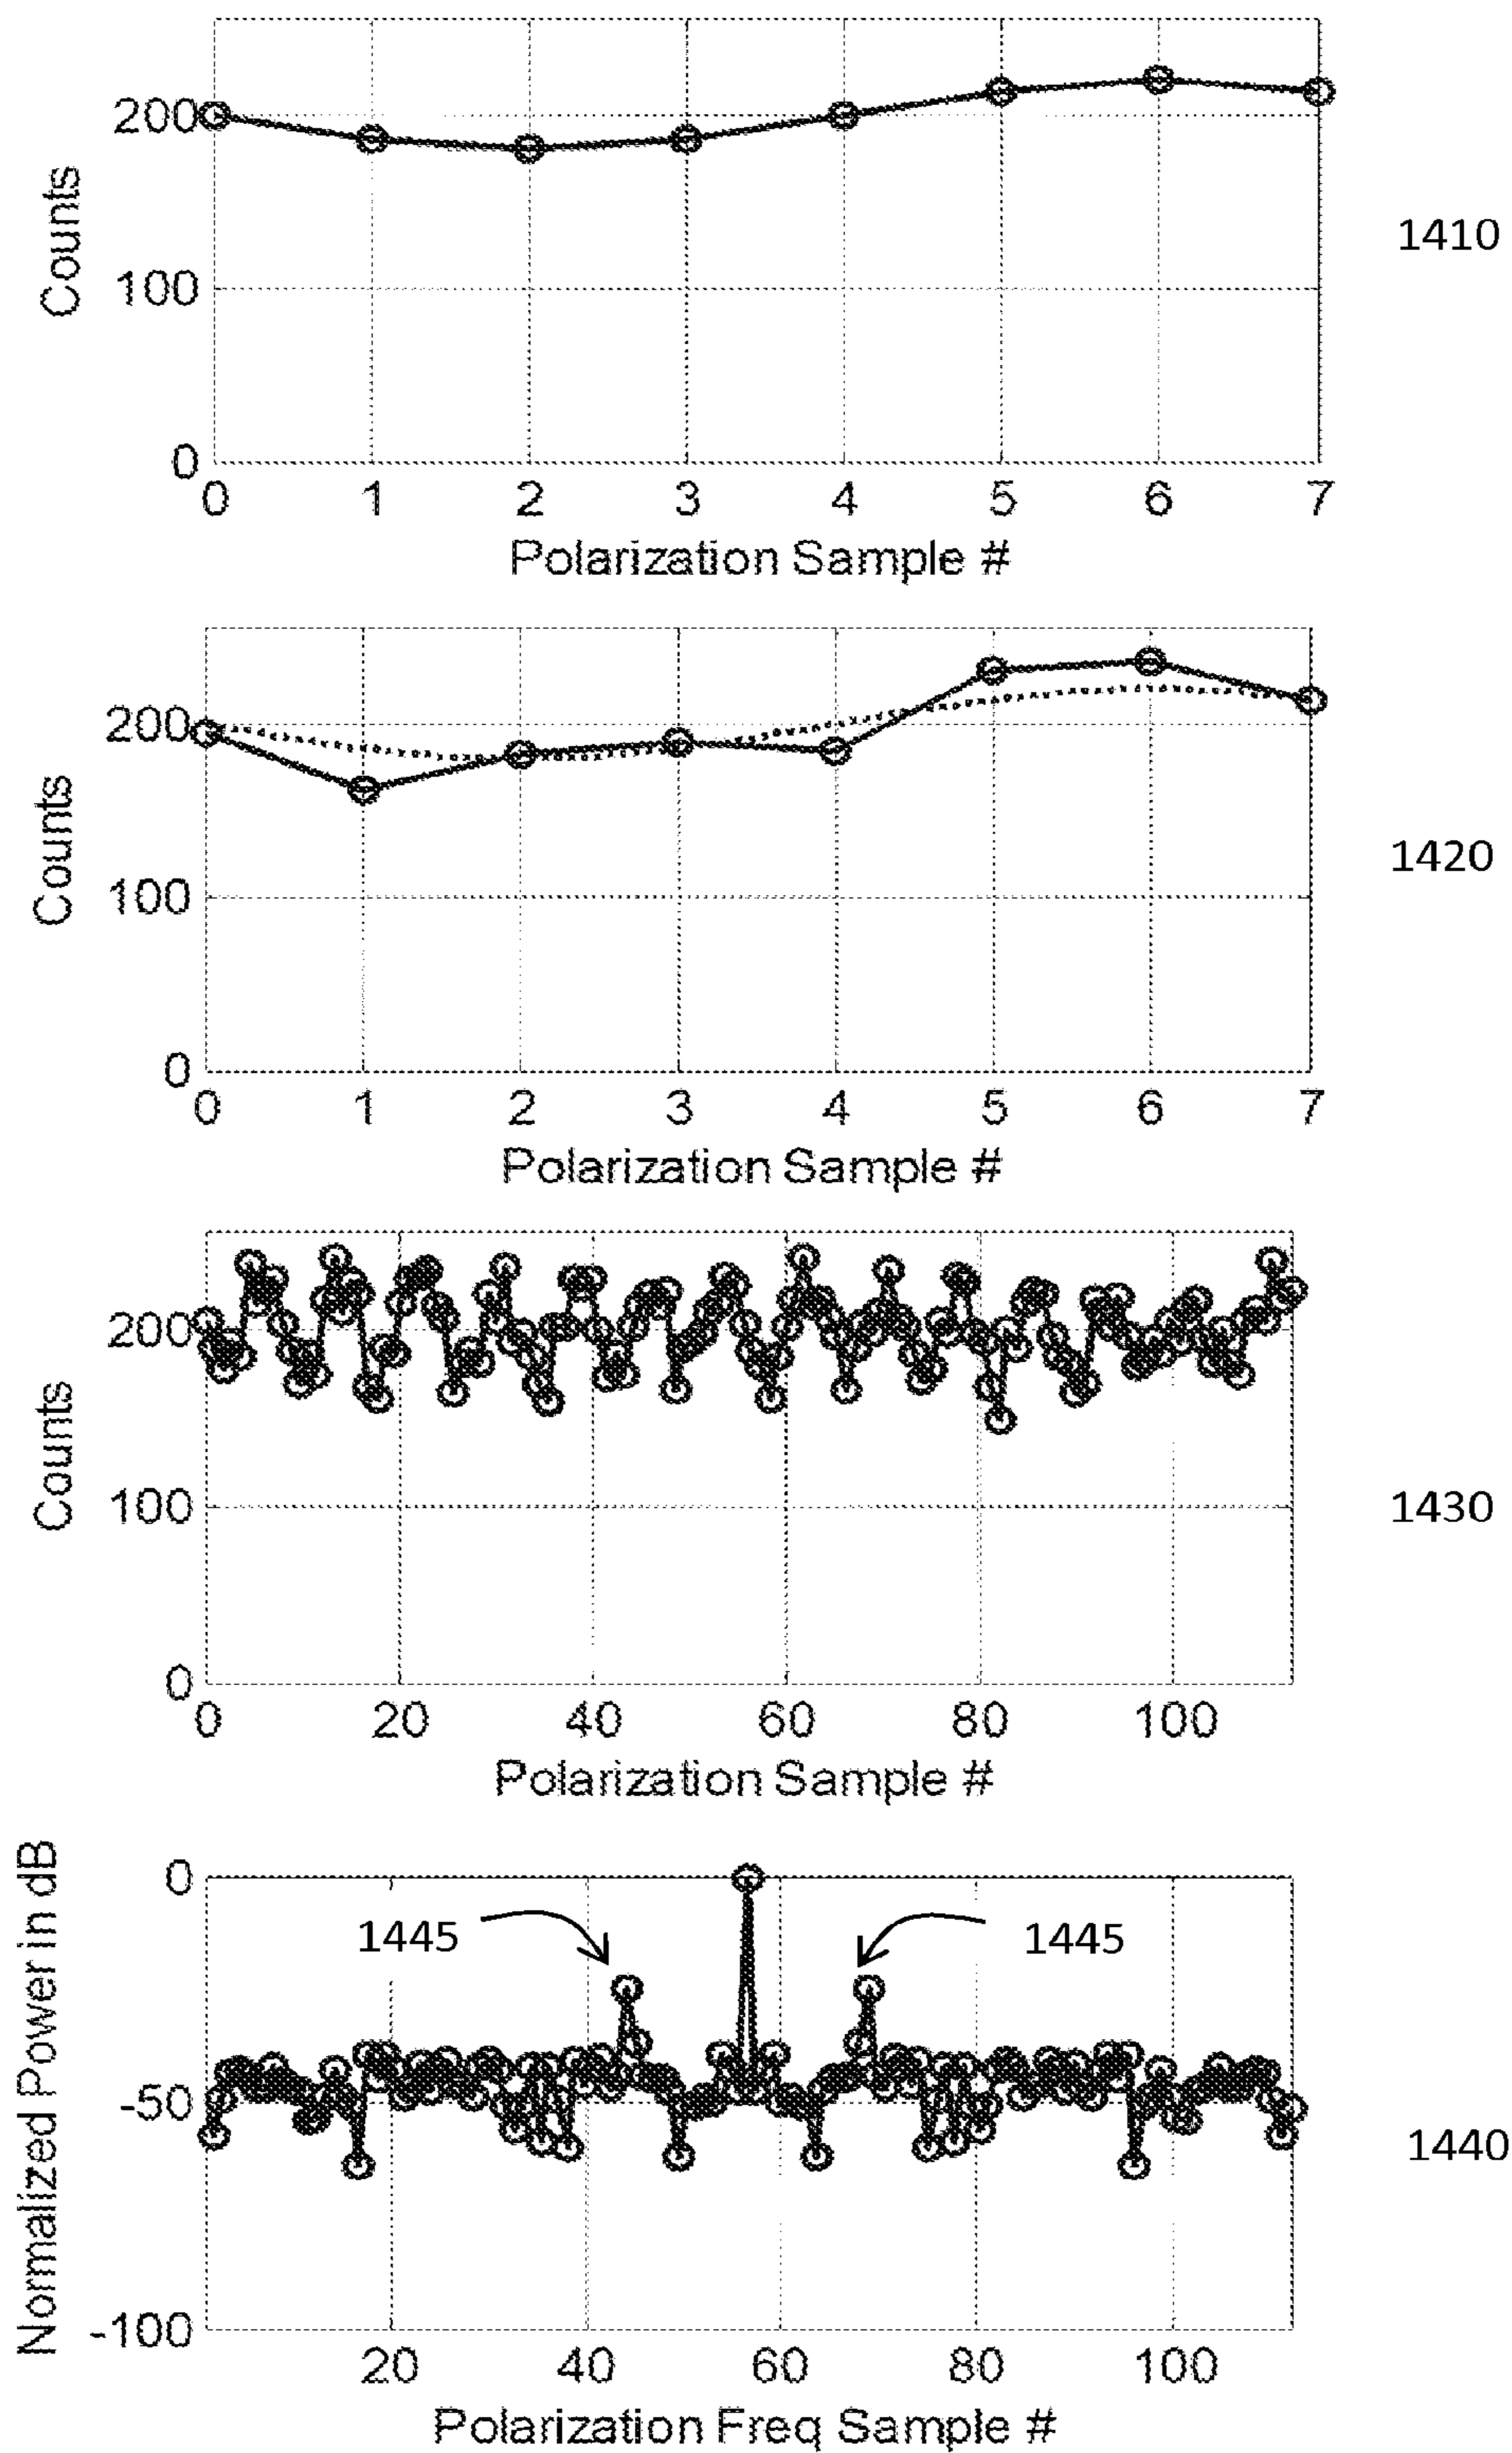 200
100
0
Counts
0 1 2 3 4 5 6 7
Polarization Sample #
1410
200
100
0
Counts
0 1 2 3 4 5 6 7
Polarization Sample #
1420
200
100
0
Counts
0 20 40 60 80 100
Polarization Sample #
1430
0
-50
-100
Normalized Power in dB
1445
1445
20 40 60 80 100
Polarization Freq Sample #
1440